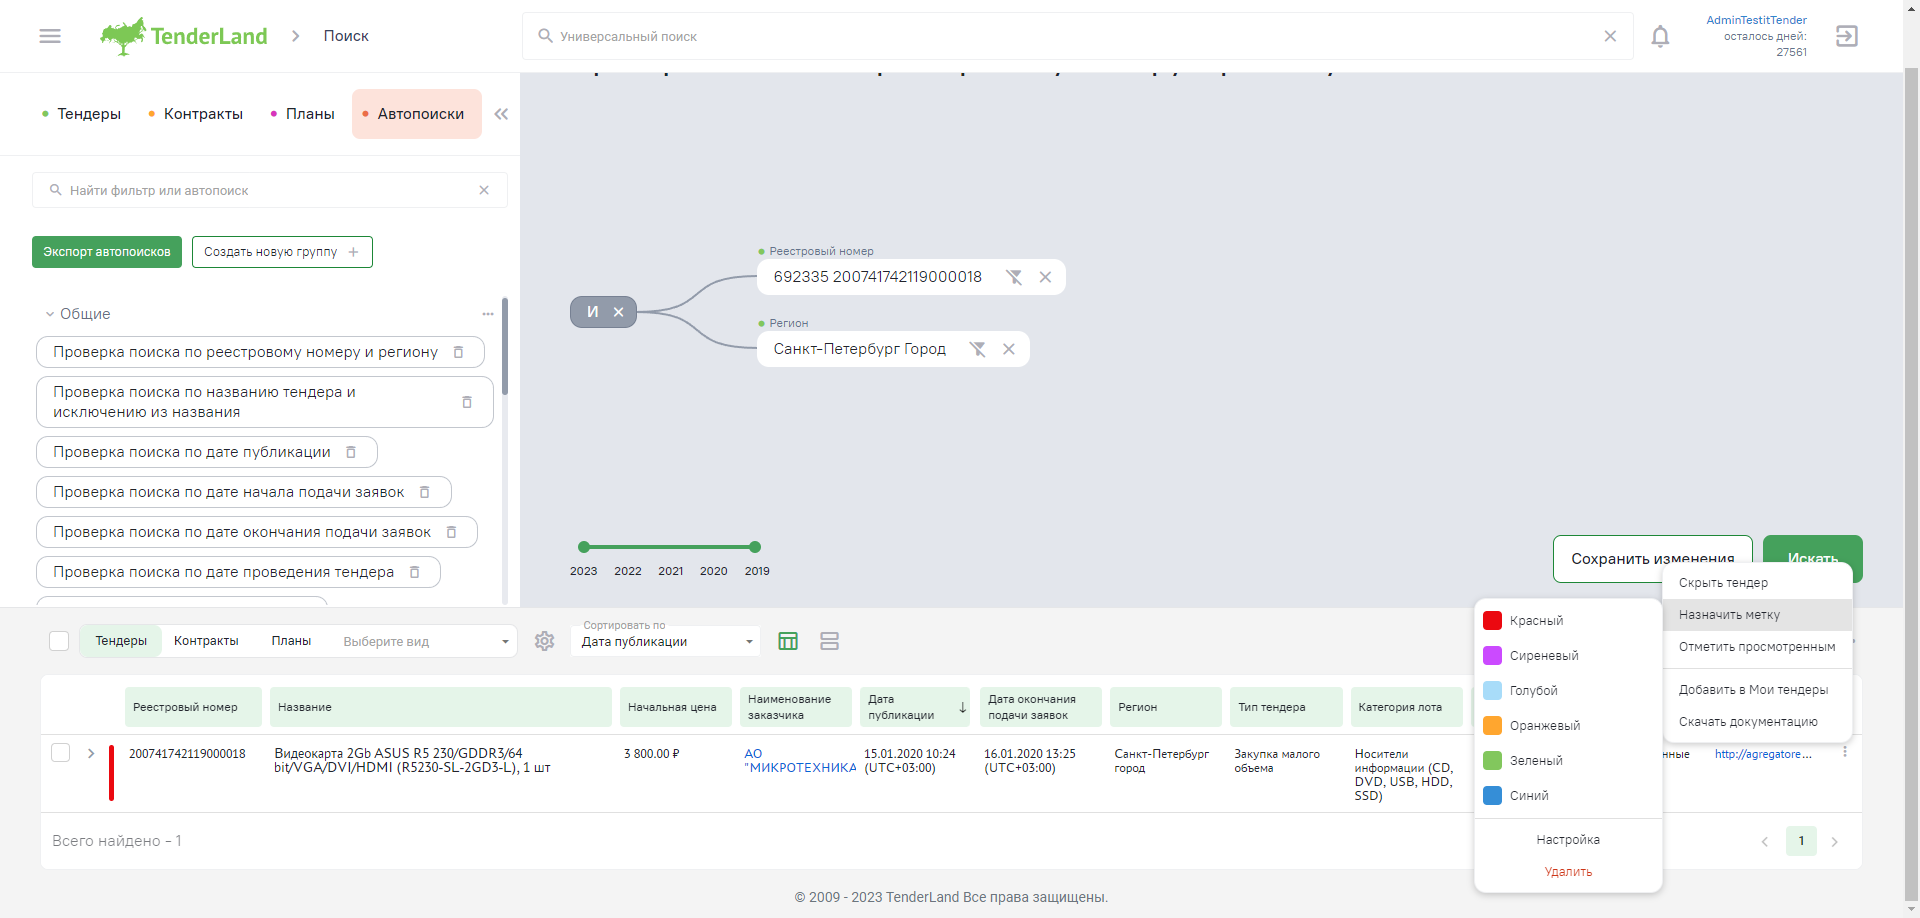 TenderLand
Поиск
Универсальный поиск
AdminTestitTender
осталось дней:
27561
Тендеры
Контракты
Планы
Автопоиски
Найти фильтр или автопоиск
Экспорт автопоисков
Создать новую группу
Общие
Проверка поиска по реестровому номеру и региону
Проверка поиска по названию тендера и
исключению из названия
Проверка поиска по дате публикации
Проверка поиска по дате начала подачи заявок
Проверка поиска по дате окончания подачи заявок
Проверка поиска по дате проведения тендера
И
Реестровый номер
692335 200741742119000018
Регион
Санкт-Петербург Город
2023 2022 2021 2020 2019
Сохранить изменения
Искать
Скрыть тендер
Назначить метку
Отметить просмотренным
Добавить в Мои тендеры
Скачать документацию
Красный
Сиреневый
Голубой
Оранжевый
Зеленый
Синий
Настройка
Удалить
Тендеры
Контракты
Планы
Выберите вид
Сортировать по
Дата публикации
Реестровый номер
Название
Начальная цена
Наименование
заказчика
Дата
публикации
Дата окончания
подачи заявок
Регион
Тип тендера
Категория лота
200741742119000018
Видеокарта 2Gb ASUS R5 230/GDDR3/64
bit/VGA/DVI/HDMI (R5230-SL-2GD3-L), 1 шт
3 800.00 ₽
АО
"МИКРОТЕХНИКА
15.01.2020 10:24
(UTC+03:00)
16.01.2020 13:25
(UTC+03:00)
Санкт-Петербург
город
Закупка малого
объема
Носители
информации (CD,
DVD, USB, HDD,
SSD)
нные
http://agregatore...
Всего найдено - 1
1
© 2009 - 2023 TenderLand Все права защищены.